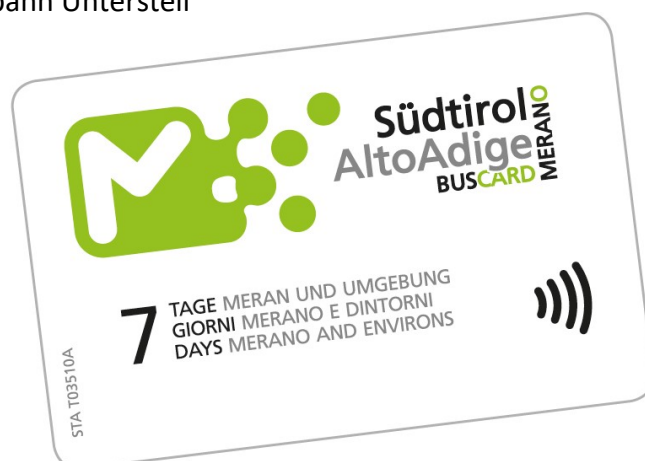 bahn Unterstell
Südtirol
AltoAdige
BUSCARD
MERANO
7
TAGE MERAN UND UMGEBUNG
GIORNI MERANO E DINTORNI
DAYS MERANO AND ENVIRONS
STA T03510A